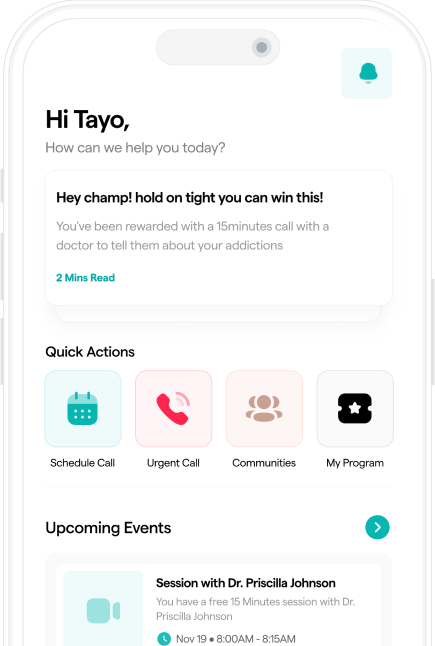 Hi Tayo,
How can we help you today?
Hey champ! hold on tight you can win this!
You've been rewarded with a 15minutes call with a
doctor to tell them about your addictions
2 Mins Read
Quick Actions
Schedule Call
Urgent Call
Communities
My Program
Upcoming Events
Session with Dr. Priscilla Johnson
You have a free 15 Minutes session with Dr.
Priscilla Johnson
Nov 19 • 8:00AM - 8:15AM